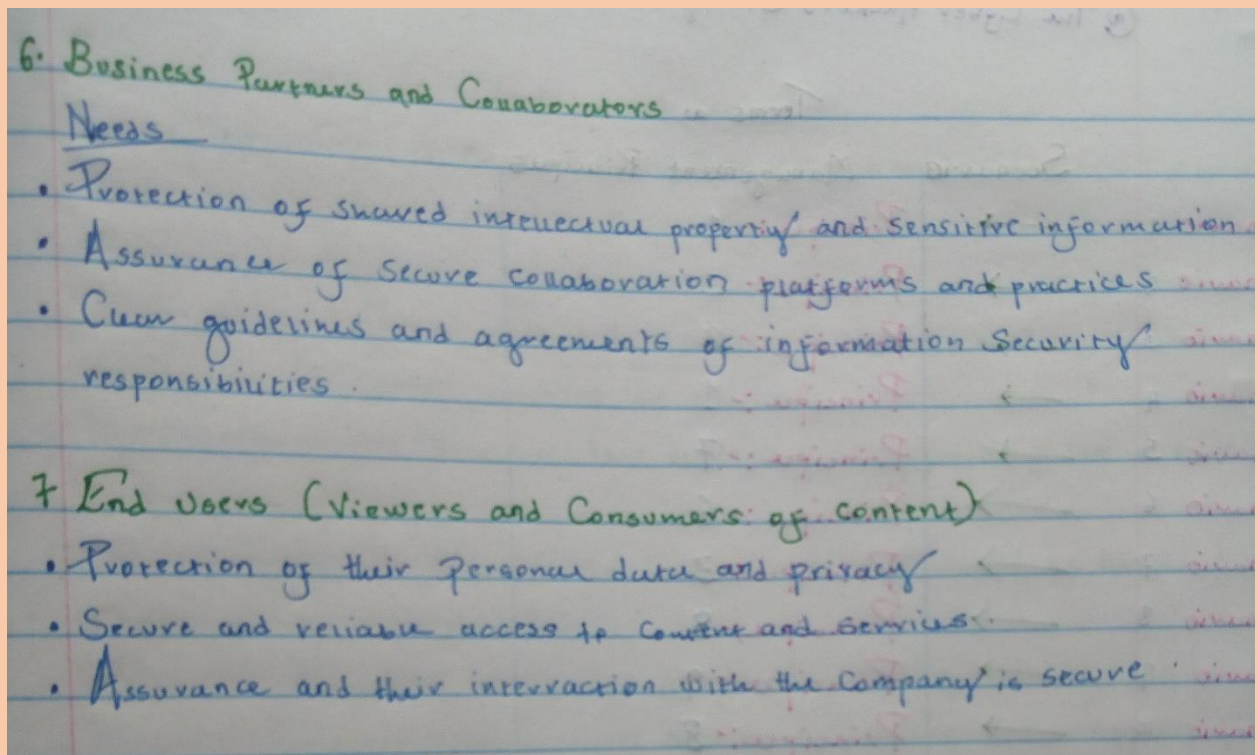 6. Business Partners and Collaborators
Needs
• Protection of shared intellectual property and sensitive information
• Assurance of secure collaboration platforms and practices
• Clear guidelines and agreements of information Security
responsibilities.
7 End Users (Viewers and Consumers of content)
• Protection of their Personal data and privacy
• Secure and reliable access to Content and Services.
• Assurance and their interraction with the Company is secure.